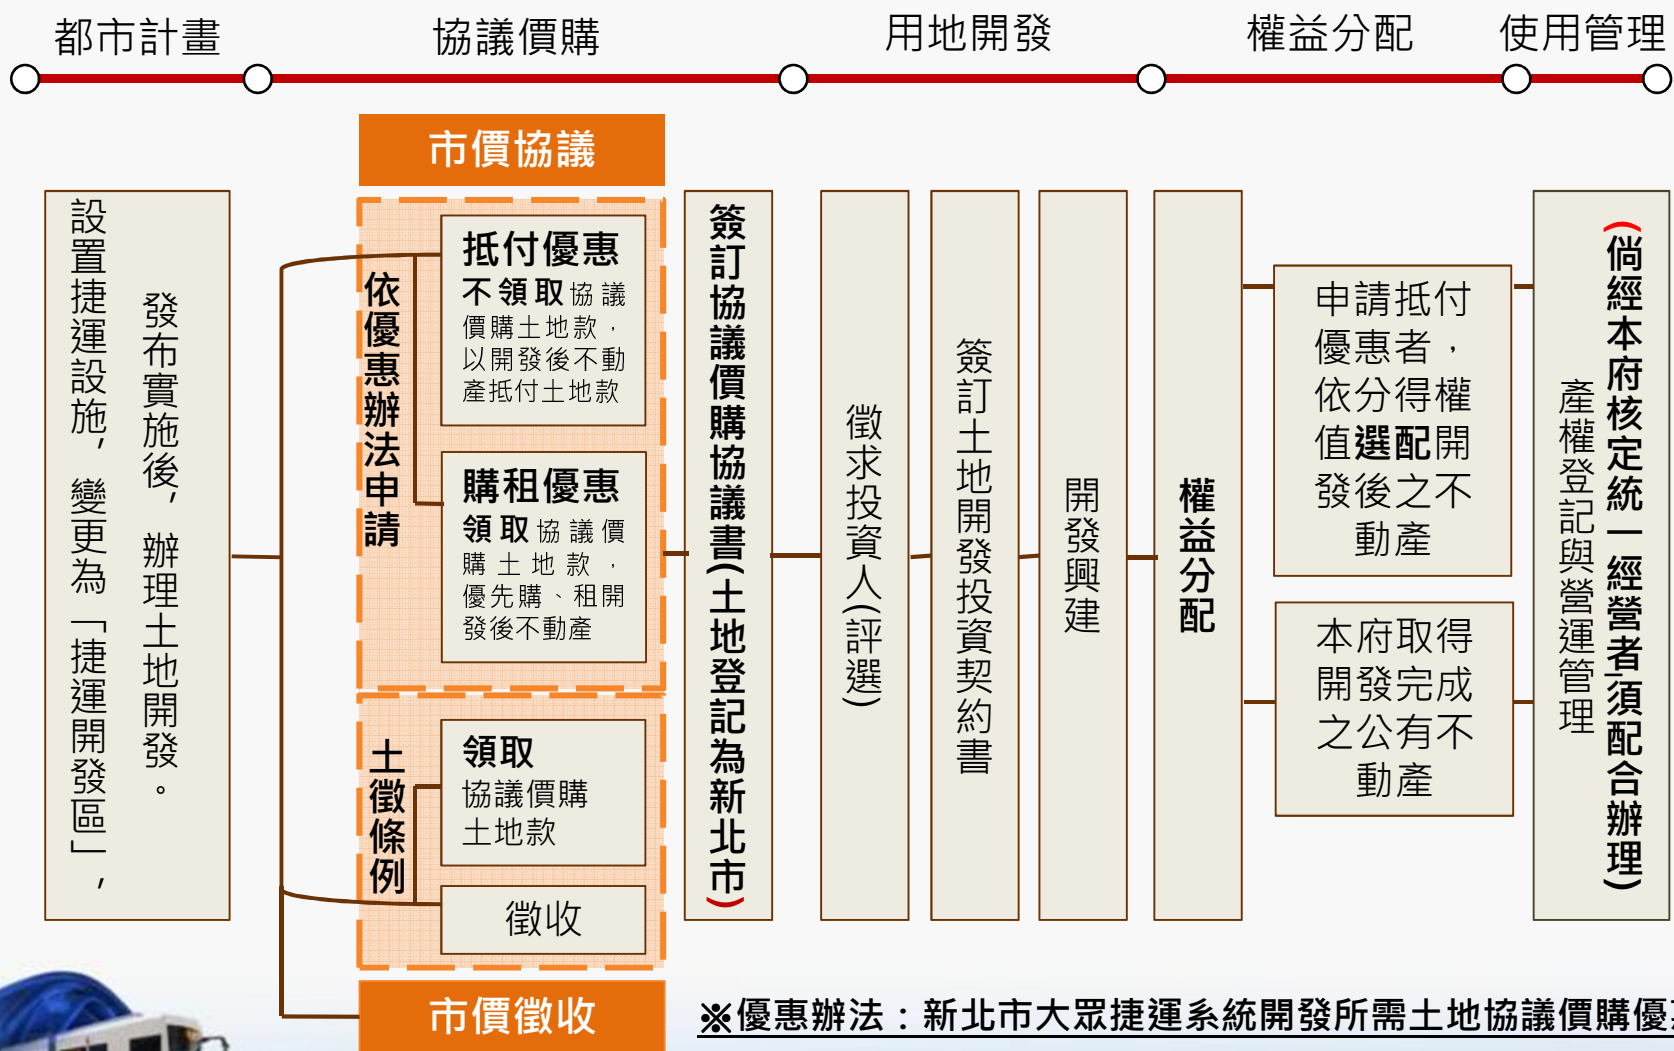 都市計畫
協議價購
用地開發
權益分配
使用管理
設置捷運設施，變更為「捷運開發區」，
發布實施後，辦理土地開發。
市價協議
依優惠辦法申請
抵付優惠
不領取協議
價購土地款，
以開發後不動
產抵付土地款
購租優惠
領取協議價
購土地款，
優先購、租開
發後不動產
土徵條例
領取
協議價購
土地款
徵收
市價徵收
簽訂協議價購協議書(土地登記為新北市)
徵求投資人(評選)
簽訂土地開發投資契約書
開發興建
權益分配
申請抵付
優惠者，
依分得權
值選配開
發後之不
動產
本府取得
開發完成
之公有不
動產
產權登記與營運管理
(倘經本府核定統一經營者,須配合辦理)
※優惠辦法：新北市大眾捷運系統開發所需土地協議價購優